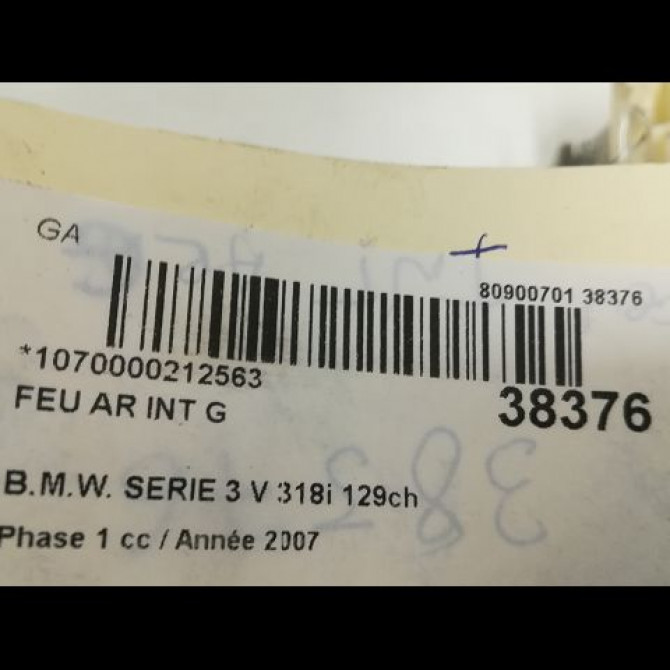 GA
80900701 38376
*1070000212563
FEU AR INT G
38376
B.M.W. SERIE 3 V 318i 129ch
Phase 1 cc / Année 2007